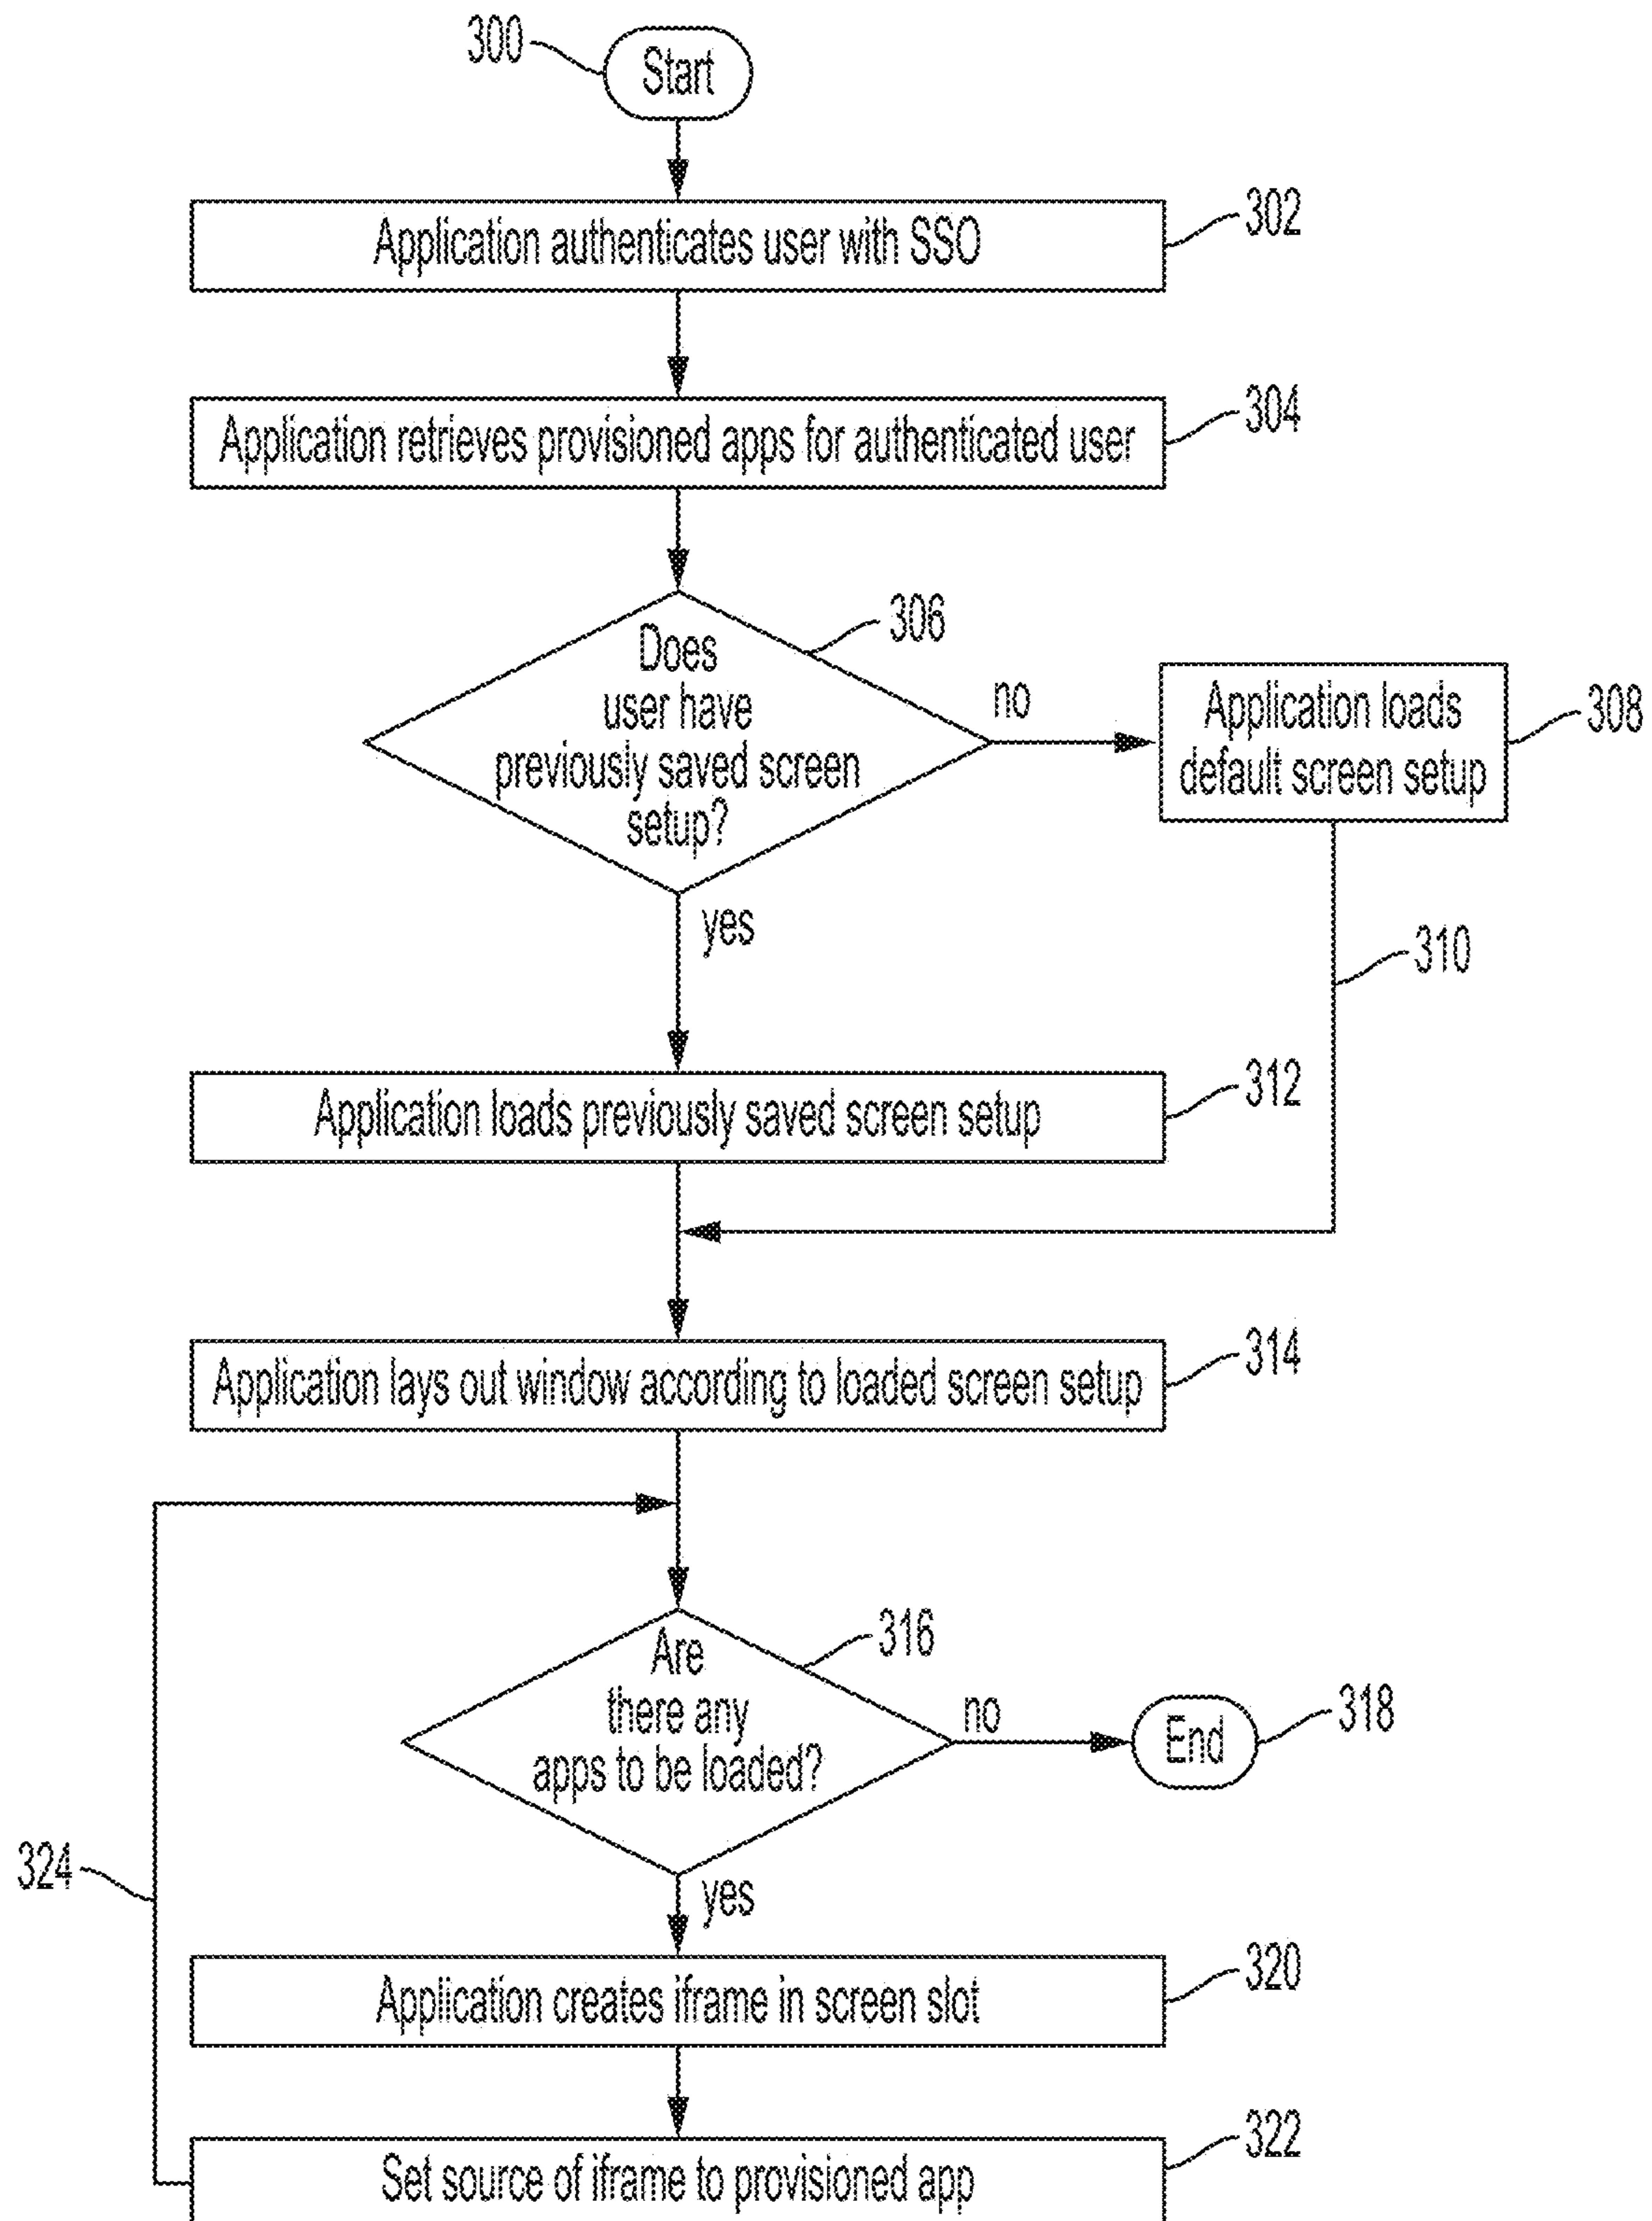 300
Start
302
Application authenticates user with SSO
304
Application retrieves provisioned apps for authenticated user
306
Does
user have
previously saved screen
setup?
no
Application loads
default screen setup
308
yes
310
312
Application loads previously saved screen setup
314
Application lays out window according to loaded screen setup
316
Are
there any
apps to be loaded?
no
End
318
324
yes
320
Application creates iframe in screen slot
322
Set source of iframe to provisioned app